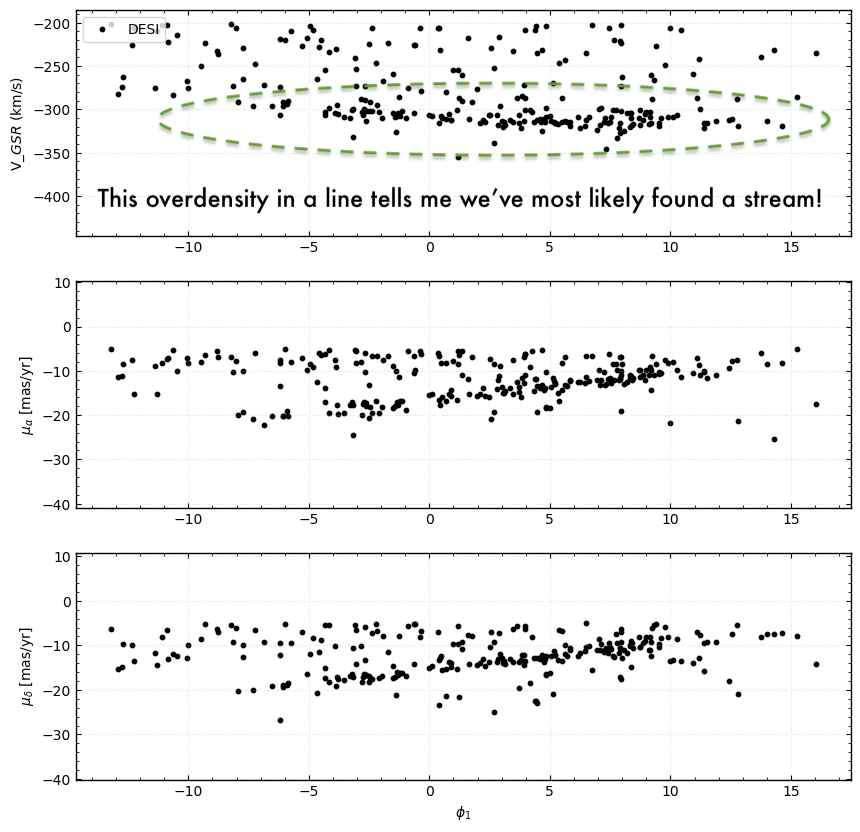 DESI
−200
−250
−300
−350
−400
V_GSR (km/s)
This overdensity in a line tells me we’ve most likely found a stream!
−10 −5 0 5 10 15
10
0
−10
−20
−30
−40
μα [mas/yr]
−10 −5 0 5 10 15
10
0
−10
−20
−30
−40
μδ [mas/yr]
−10 −5 0 5 10 15
ϕ1